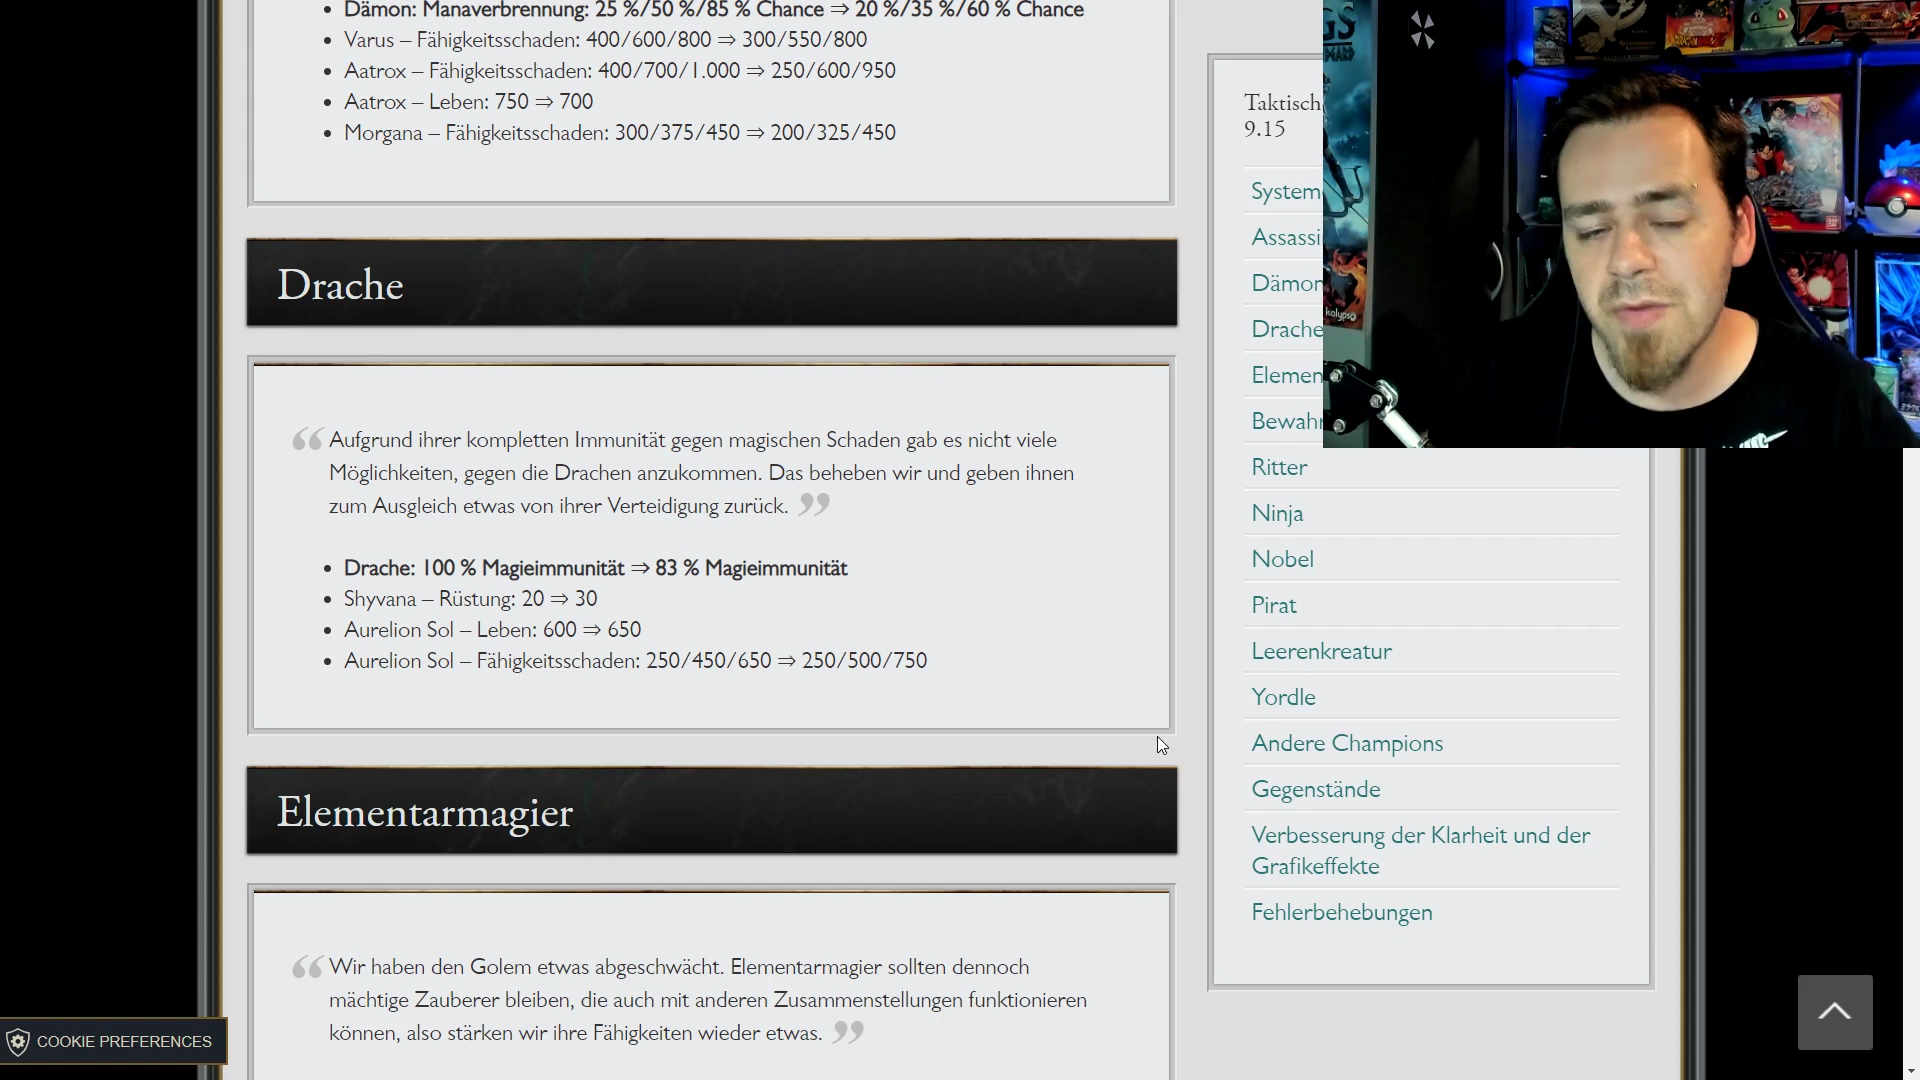 Dämon: Manaverbrennung: 25 %/50 %/85 % Chance ⇒ 20 %/35 %/60 % Chance
Varus – Fähigkeitsschaden: 400/600/800 ⇒ 300/550/800
Aatrox – Fähigkeitsschaden: 400/700/1.000 ⇒ 250/600/950
Aatrox – Leben: 750 ⇒ 700
Morgana – Fähigkeitsschaden: 300/375/450 ⇒ 200/325/450
Drache
“ Aufgrund ihrer kompletten Immunität gegen magischen Schaden gab es nicht viele
Möglichkeiten, gegen die Drachen anzukommen. Das beheben wir und geben ihnen
zum Ausgleich etwas von ihrer Verteidigung zurück. ”
Drache: 100 % Magieimmunität ⇒ 83 % Magieimmunität
Shyvana – Rüstung: 20 ⇒ 30
Aurelion Sol – Leben: 600 ⇒ 650
Aurelion Sol – Fähigkeitsschaden: 250/450/650 ⇒ 250/500/750
Elementarmagier
“ Wir haben den Golem etwas abgeschwächt. Elementarmagier sollten dennoch
mächtige Zauberer bleiben, die auch mit anderen Zusammenstellungen funktionieren
können, also stärken wir ihre Fähigkeiten wieder etwas. ”
COOKIE PREFERENCES
Taktisch
9.15
System
Assassi
Dämon
Drache
Elemen
Bewahr
Ritter
Ninja
Nobel
Pirat
Leerenkreatur
Yordle
Andere Champions
Gegenstände
Verbesserung der Klarheit und der
Grafikeffekte
Fehlerbehebungen
kalypso